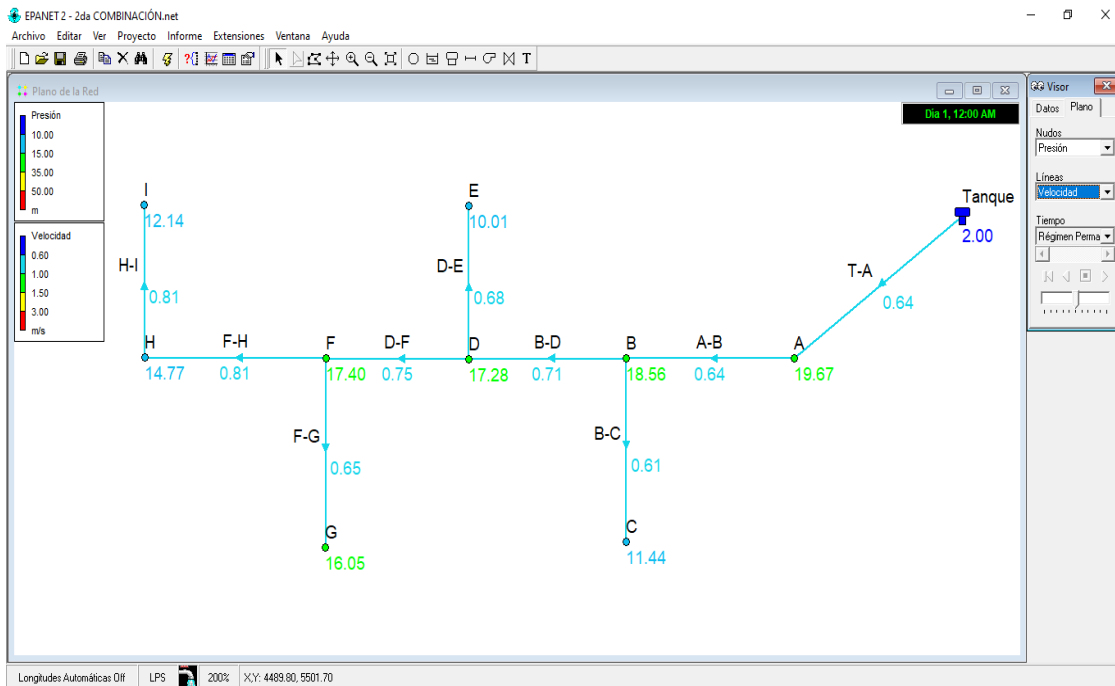 EPANET 2 - 2da COMBINACIÓN.net
Archivo Editar Ver Proyecto Informe Extensiones Ventana Ayuda
T
Plano de la Red
Presión
10.00
15.00
35.00
50.00
m
Velocidad
0.60
1.00
1.50
3.00
m/s
Día 1, 12:00 AM
I
12.14
E
10.01
Tanque
2.00
H-I
0.81
D-E
0.68
T-A
0.64
H
14.77
F-H
0.81
F
17.40
D-F
0.75
D
17.28
B-D
0.71
B
18.56
A-B
0.64
A
19.67
F-G
0.65
B-C
0.61
G
16.05
C
11.44
Visor
Datos Plano
Nudos
Presión
Líneas
Velocidad
Tiempo
Régimen Perma
Longitudes Automáticas Off LPS 200% X,Y: 4489.80, 5501.70